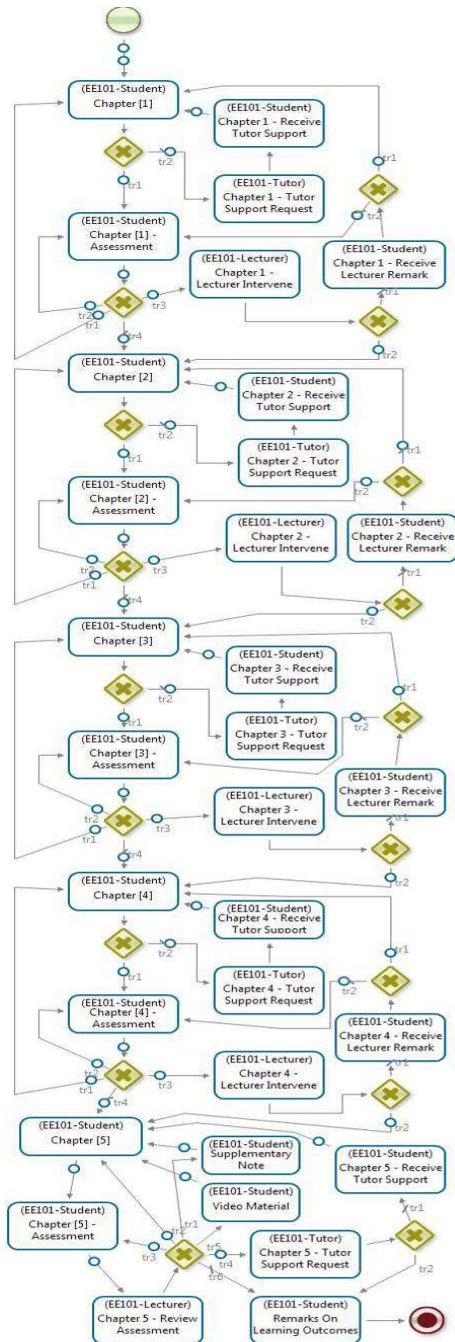 (EE101-Student)
Chapter [1]
(EE101-Student)
Chapter 1 - Receive
Tutor Support
tr1
tr2
tr1
(EE101-Tutor)
Chapter 1 - Tutor
Support Request
tr2
(EE101-Student)
Chapter [1] -
Assessment
(EE101-Lecturer)
Chapter 1 -
Lecturer Intervene
(EE101-Student)
Chapter 1 - Receive
Lecturer Remark
tr1
tr2
tr1
tr3
tr4
tr2
(EE101-Student)
Chapter [2]
(EE101-Student)
Chapter 2 - Receive
Tutor Support
tr1
tr2
tr1
(EE101-Tutor)
Chapter 2 - Tutor
Support Request
tr2
(EE101-Student)
Chapter [2] -
Assessment
(EE101-Lecturer)
Chapter 2 -
Lecturer Intervene
(EE101-Student)
Chapter 2 - Receive
Lecturer Remark
tr1
tr2
tr1
tr3
tr4
tr2
(EE101-Student)
Chapter [3]
(EE101-Student)
Chapter 3 - Receive
Tutor Support
tr1
tr2
tr1
(EE101-Tutor)
Chapter 3 - Tutor
Support Request
tr2
(EE101-Student)
Chapter [3] -
Assessment
(EE101-Lecturer)
Chapter 3 -
Lecturer Intervene
(EE101-Student)
Chapter 3 - Receive
Lecturer Remark
tr1
tr2
tr1
tr3
tr4
tr2
(EE101-Student)
Chapter [4]
(EE101-Student)
Chapter 4 - Receive
Tutor Support
tr1
tr2
tr1
(EE101-Tutor)
Chapter 4 - Tutor
Support Request
tr2
(EE101-Student)
Chapter [4] -
Assessment
(EE101-Lecturer)
Chapter 4 -
Lecturer Intervene
(EE101-Student)
Chapter 4 - Receive
Lecturer Remark
tr1
tr2
tr1
tr3
tr4
tr2
(EE101-Student)
Chapter [5]
(EE101-Student)
Supplementary
Note
(EE101-Student)
Chapter 5 - Receive
Tutor Support
(EE101-Student)
Video Material
(EE101-Student)
Chapter [5] -
Assessment
tr1
tr2
tr3
tr5
tr4
tr6
(EE101-Tutor)
Chapter 5 - Tutor
Support Request
tr1
tr2
(EE101-Lecturer)
Chapter 5 - Review
Assessment
(EE101-Student)
Remarks On
Learning Outcomes